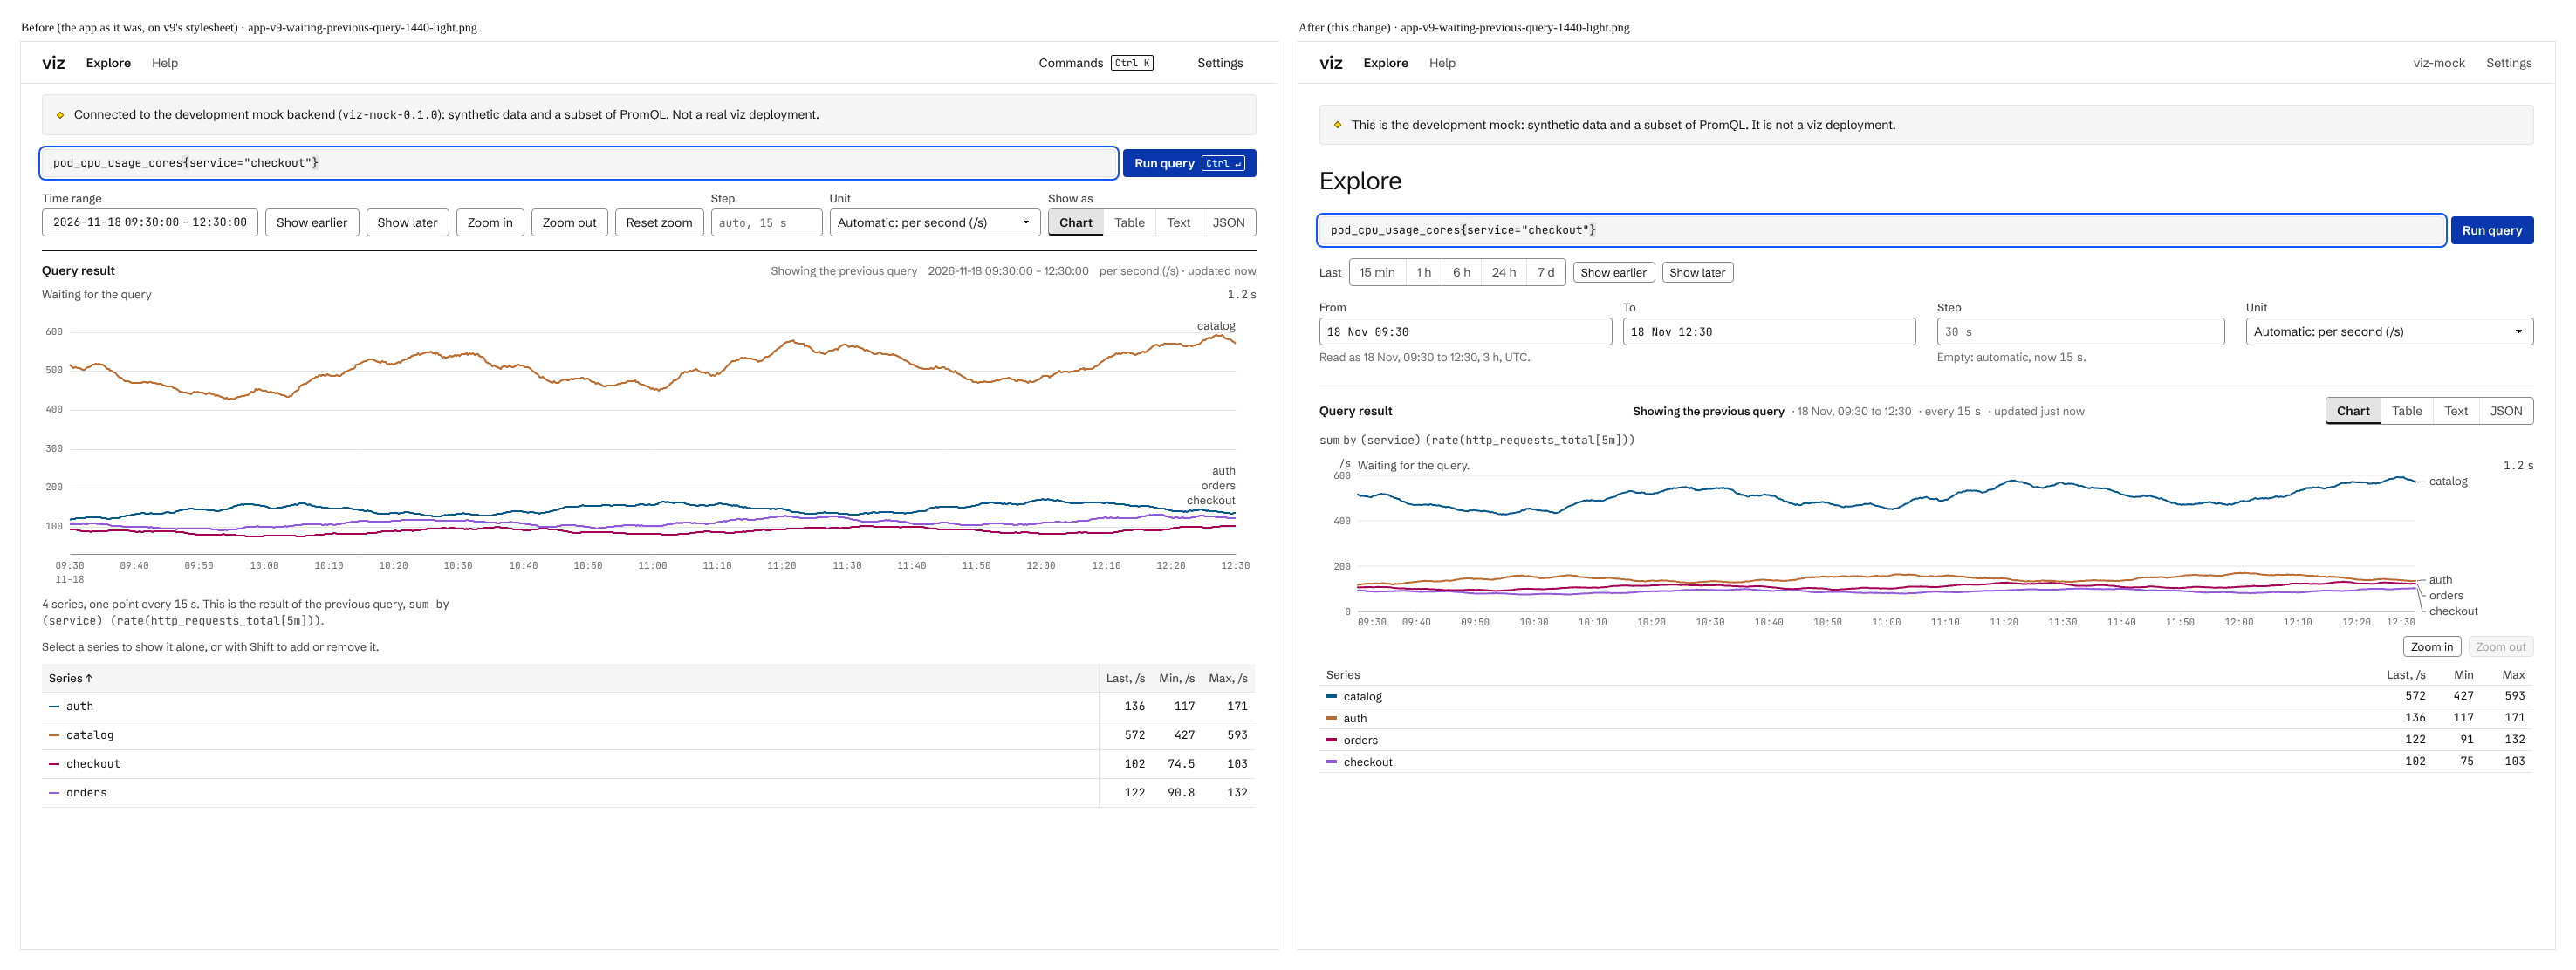 Before (the app as it was, on v9's stylesheet) · app-v9-waiting-previous-query-1440-light.png
viz Explore Help Commands Ctrl K Settings
Connected to the development mock backend (viz-mock-0.1.0): synthetic data and a subset of PromQL. Not a real viz deployment.
pod_cpu_usage_cores{service="checkout"} Run query Ctrl ↵
Time range Step Unit Show as
2026-11-18 09:30:00 – 12:30:00 Show earlier Show later Zoom in Zoom out Reset zoom auto, 15 s Automatic: per second (/s) Chart Table Text JSON
Query result Showing the previous query 2026-11-18 09:30:00 – 12:30:00 per second (/s) · updated now
Waiting for the query 1.2 s
catalog
600
500
400
300
auth
200 orders
checkout
100
09:30 09:40 09:50 10:00 10:10 10:20 10:30 10:40 10:50 11:00 11:10 11:20 11:30 11:40 11:50 12:00 12:10 12:20 12:30
11-18
4 series, one point every 15 s. This is the result of the previous query, sum by
(service) (rate(http_requests_total[5m])).
Select a series to show it alone, or with Shift to add or remove it.
Series ↑ Last, /s Min, /s Max, /s
auth 136 117 171
catalog 572 427 593
checkout 102 74.5 103
orders 122 90.8 132
After (this change) · app-v9-waiting-previous-query-1440-light.png
viz Explore Help viz-mock Settings
This is the development mock: synthetic data and a subset of PromQL. It is not a viz deployment.
Explore
pod_cpu_usage_cores{service="checkout"} Run query
Last 15 min 1 h 6 h 24 h 7 d Show earlier Show later
From To Step Unit
18 Nov 09:30 18 Nov 12:30 30 s Automatic: per second (/s)
Read as 18 Nov, 09:30 to 12:30, 3 h, UTC. Empty: automatic, now 15 s.
Query result Showing the previous query · 18 Nov, 09:30 to 12:30 · every 15 s · updated just now Chart Table Text JSON
sum by (service) (rate(http_requests_total[5m]))
/s Waiting for the query. 1.2 s
600
catalog
400
200
auth
orders
0 checkout
09:30 09:40 09:50 10:00 10:10 10:20 10:30 10:40 10:50 11:00 11:10 11:20 11:30 11:40 11:50 12:00 12:10 12:20 12:30
Zoom in Zoom out
Series Last, /s Min Max
catalog 572 427 593
auth 136 117 171
orders 122 91 132
checkout 102 75 103